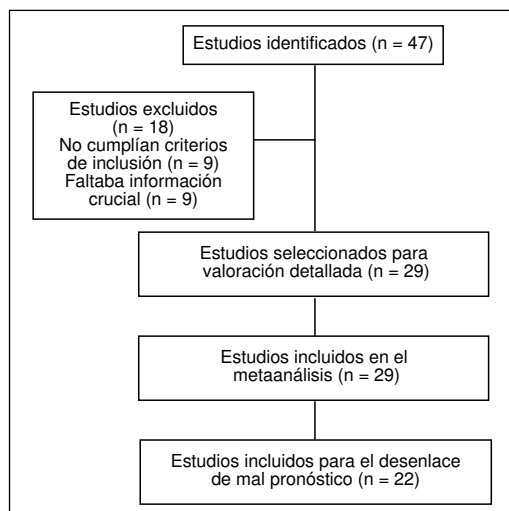 Estudios identificados (n = 47)
Estudios excluidos
(n = 18)
No cumplían criterios
de inclusión (n = 9)
Faltaba información
crucial (n = 9)
Estudios seleccionados para
valoración detallada (n = 29)
Estudios incluidos en el
metaanálisis (n = 29)
Estudios incluidos para el desenlace
de mal pronóstico (n = 22)